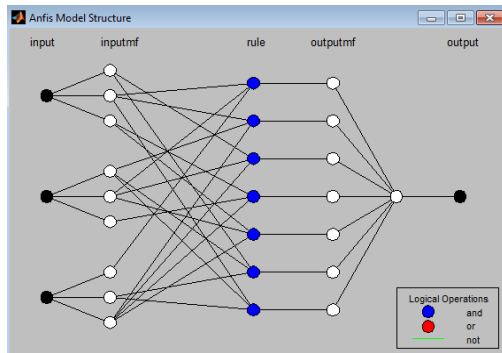 Anfis Model Structure
input inputmf rule outputmf output
Logical Operations
and
or
not